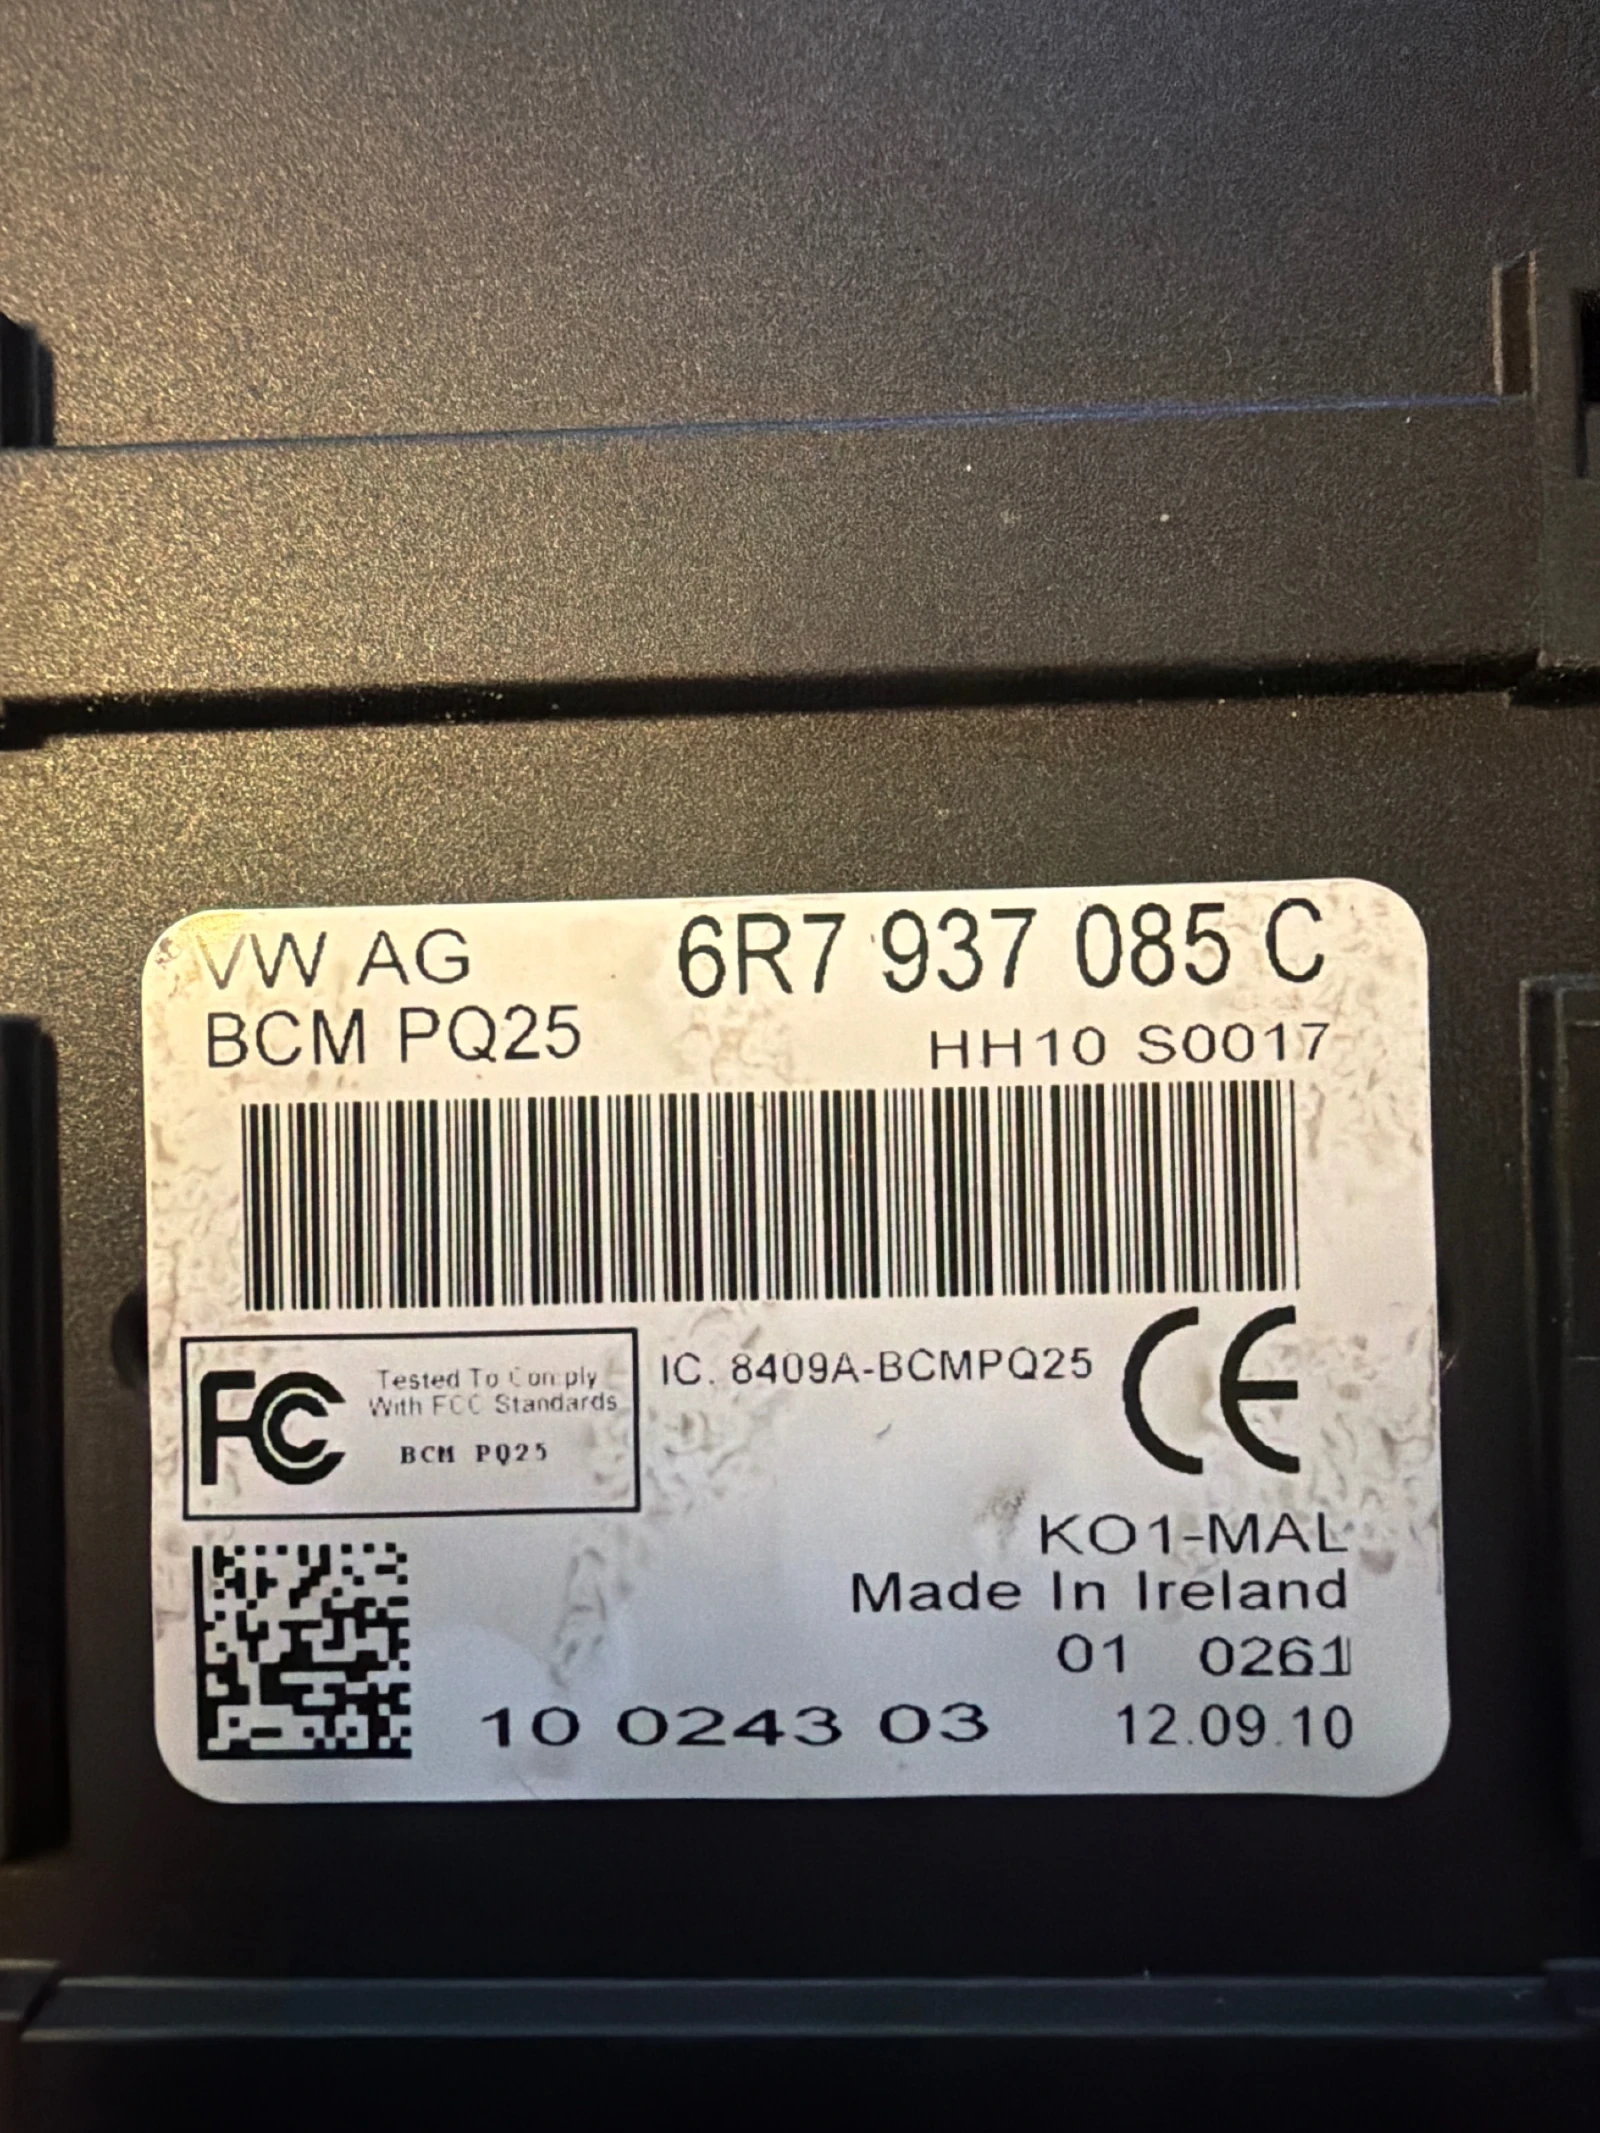 VW AG 6R7 937 085 C
BCM PQ25 HH10 S0017
FC Tested To Comply
With FCC Standards
BCM PQ25
IC. 8409A-BCMPQ25 CE
KO1-MAL
Made In Ireland
01 0261
10 0243 03 12.09.10